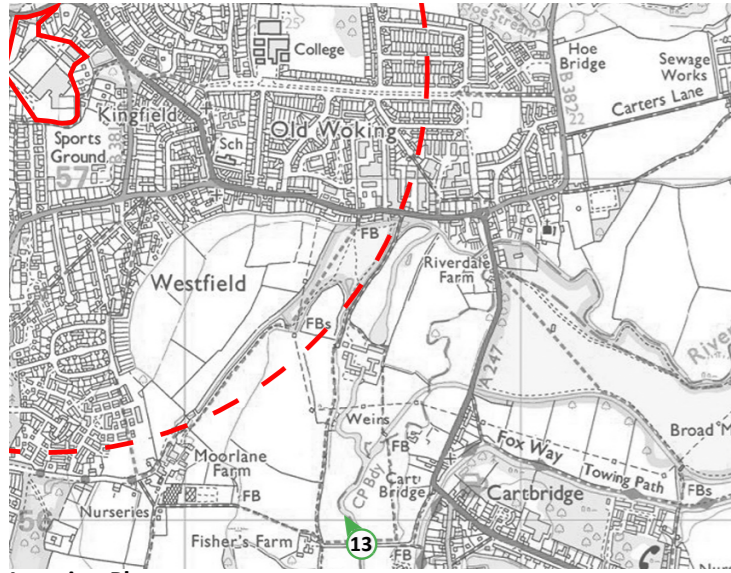 College
Hoe
Bridge
Sewage
Works
Carters Lane
B 382
22
Kingfield
Old Woking
Sch
Sports
Ground
57
FB
Riverdale
Farm
Westfield
FBs
A 247
Weirs
Broad
Fox Way
Towing Path
FB
Moorlane
Farm
CP Bdy
Cart
Bridge
Cartbridge
FBs
FB
Nurseries
56
Fisher's Farm
13
FB